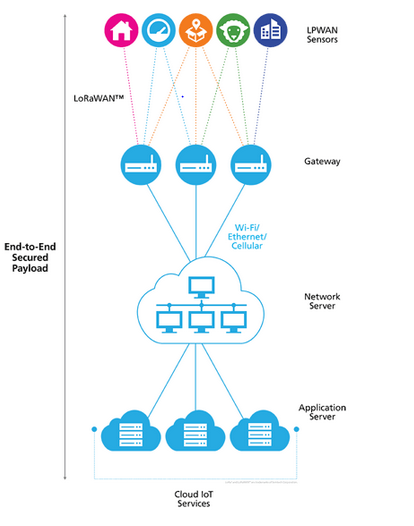 LPWAN
Sensors
LoRaWAN™
Gateway
Wi-Fi/
Ethernet/
Cellular
End-to-End
Secured
Payload
Network
Server
Application
Server
Cloud IoT
Services